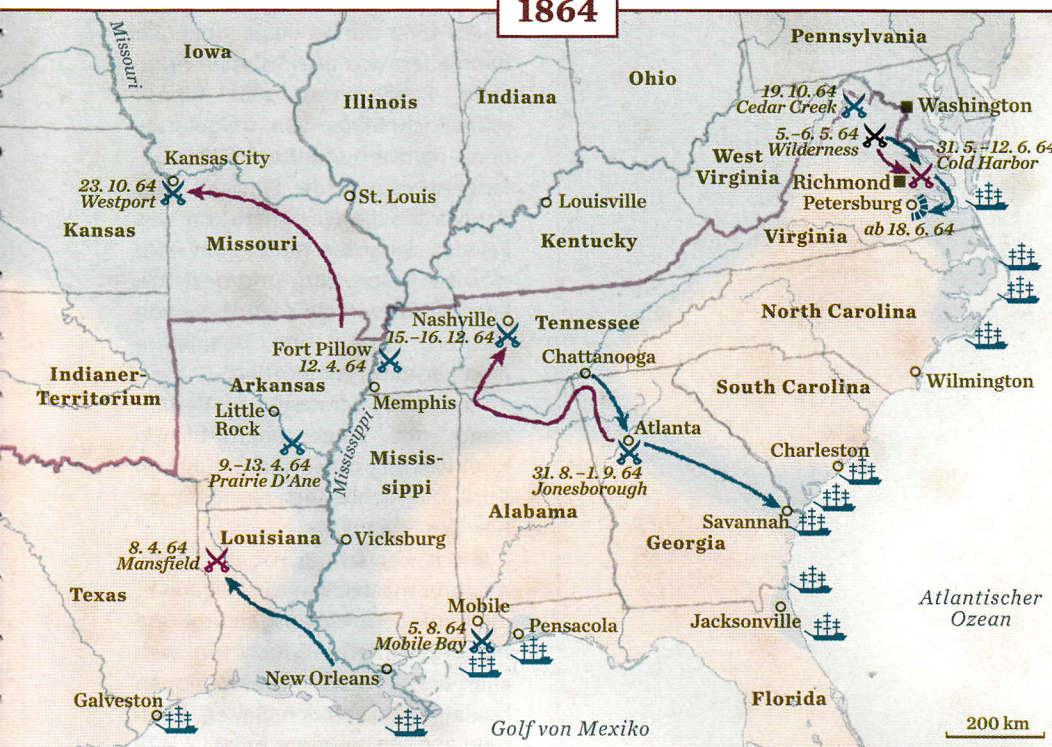 1864
Pennsylvania
Missouri
Iowa
Ohio
Illinois
Indiana
19. 10. 64
Cedar Creek
Washington
5.–6. 5. 64
Wilderness
31. 5.–12. 6. 64
Cold Harbor
West
Virginia
Kansas City
23. 10. 64
Westport
St. Louis
Louisville
Richmond
Petersburg
ab 18. 6. 64
Kansas
Missouri
Kentucky
Virginia
North Carolina
Nashville
15.–16. 12. 64
Tennessee
Chattanooga
Fort Pillow
12. 4. 64
Indianer-
Territorium
Arkansas
Memphis
South Carolina
Wilmington
Little
Rock
Mississippi
Atlanta
9.–13. 4. 64
Prairie D'Ane
Missis-
sippi
31. 8.–1. 9. 64
Jonesborough
Charleston
Alabama
Savannah
Georgia
Louisiana
Vicksburg
8. 4. 64
Mansfield
Texas
Mobile
5. 8. 64
Mobile Bay
Pensacola
Jacksonville
Atlantischer
Ozean
New Orleans
Galveston
Florida
Golf von Mexiko
200 km